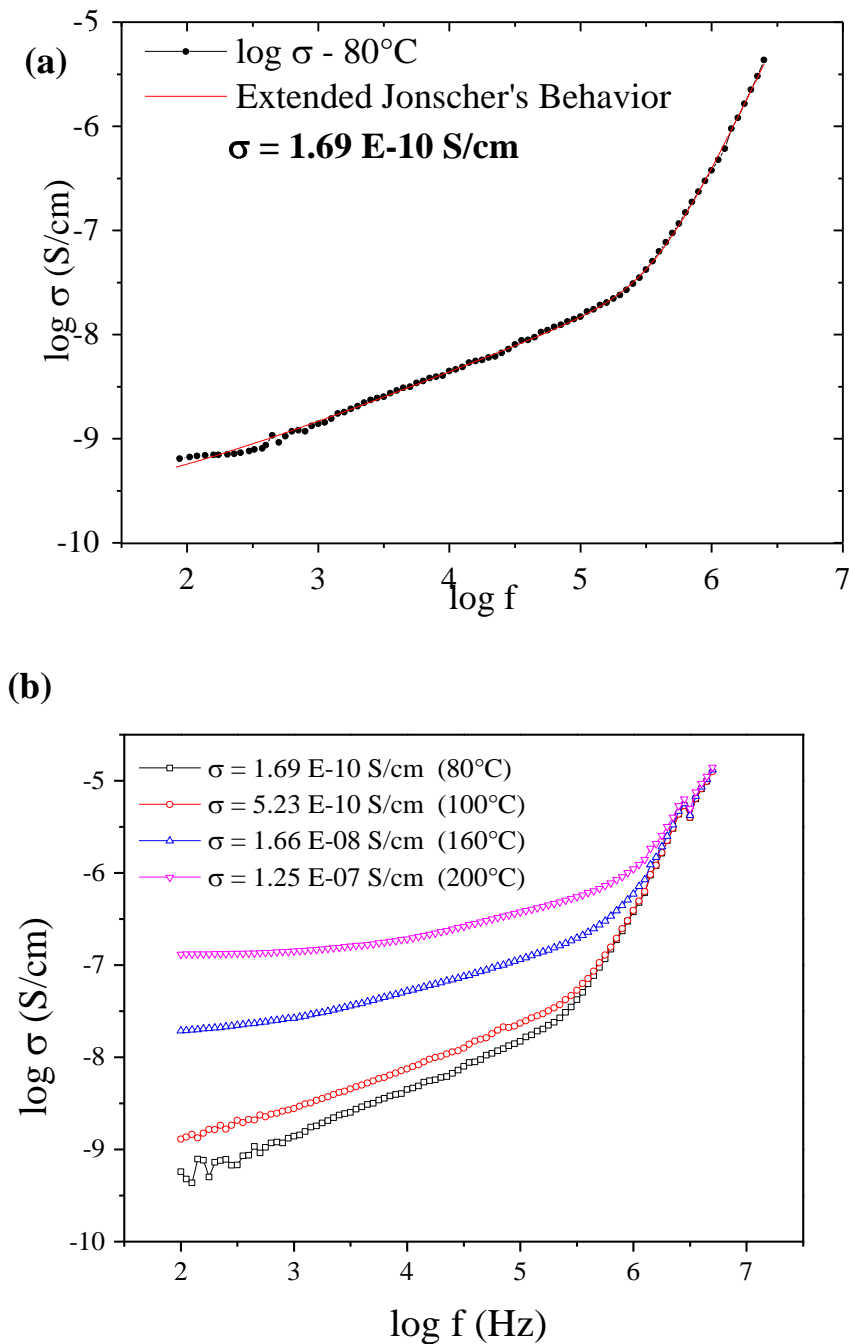 (a)
log σ - 80°C
Extended Jonscher's Behavior
σ = 1.69 E-10 S/cm
-5
-6
-7
-8
-9
-10
log σ (S/cm)
2 3 4 5 6 7
log f
(b)
σ = 1.69 E-10 S/cm (80°C)
σ = 5.23 E-10 S/cm (100°C)
σ = 1.66 E-08 S/cm (160°C)
σ = 1.25 E-07 S/cm (200°C)
-5
-6
-7
-8
-9
-10
log σ (S/cm)
2 3 4 5 6 7
log f (Hz)